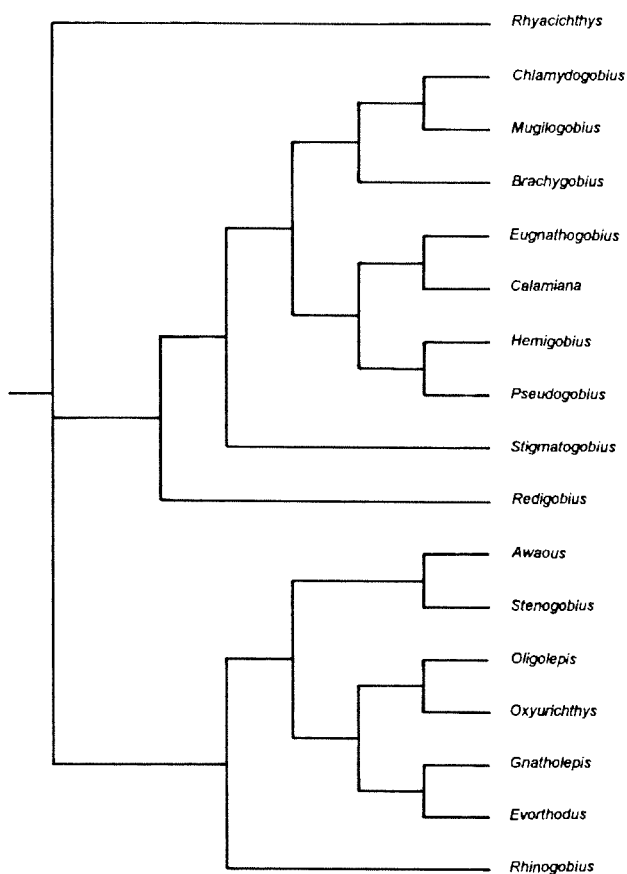 Rhyacichthys
Chlamydogobius
Mugilogobius
Brachygobius
Eugnathogobius
Calamiana
Hemigobius
Pseudogobius
Stigmatogobius
Redigobius
Awaous
Stenogobius
Oligolepis
Oxyurichthys
Gnatholepis
Evorthodus
Rhinogobius